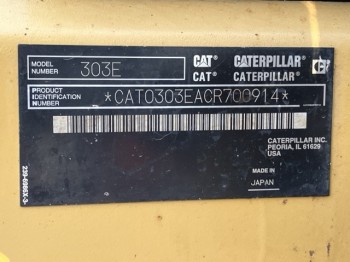 MODEL NUMBER 303E
CAT CATERPILLAR
CAT CATERPILLAR
PRODUCT IDENTIFICATION NUMBER *CAT0303EACR700914*
CATERPILLAR INC.
PEORIA, IL 61629
USA
MADE IN
JAPAN